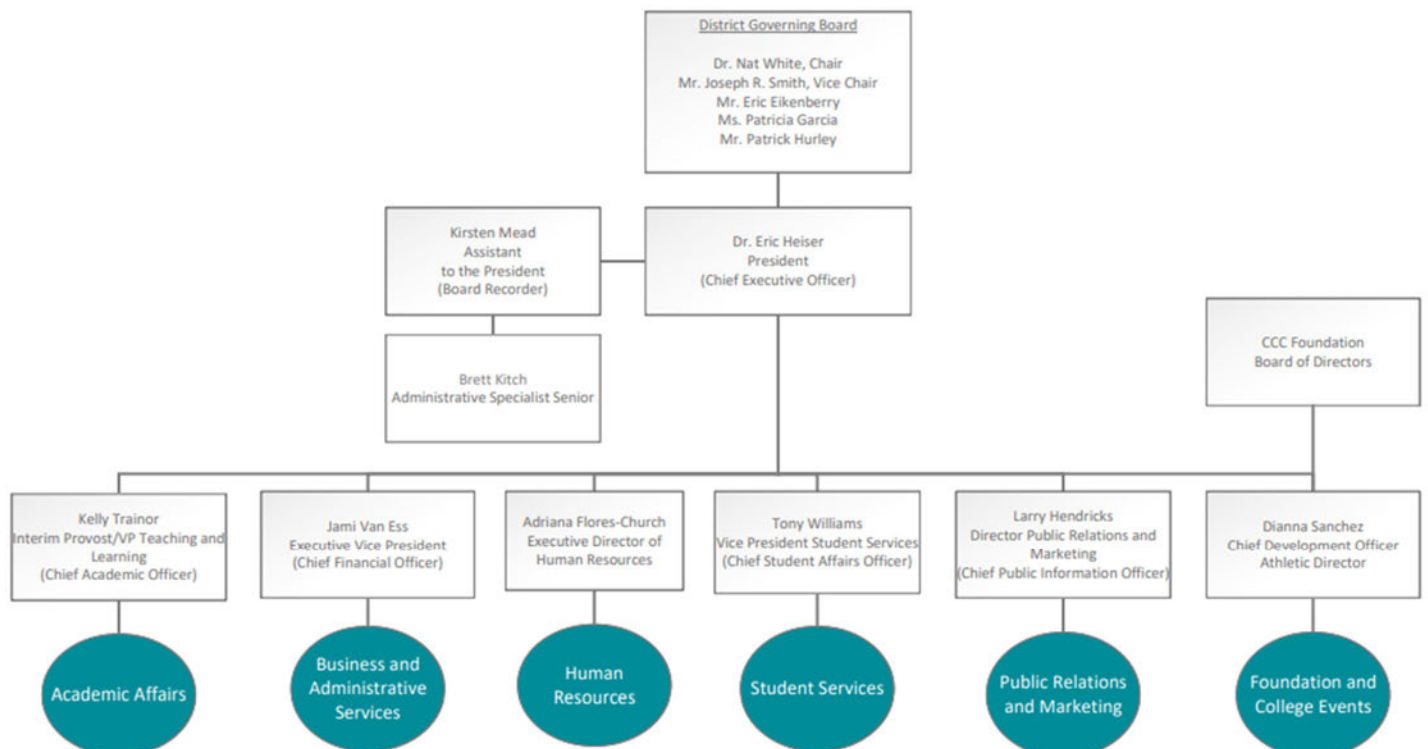 District Governing Board
Dr. Nat White, Chair
Mr. Joseph R. Smith, Vice Chair
Mr. Eric Eikenberry
Ms. Patricia Garcia
Mr. Patrick Hurley
Kirsten Mead
Assistant
to the President
(Board Recorder)
Dr. Eric Heiser
President
(Chief Executive Officer)
Brett Kitch
Administrative Specialist Senior
CCC Foundation
Board of Directors
Kelly Trainor
Interim Provost/VP Teaching and
Learning
(Chief Academic Officer)
Jami Van Ess
Executive Vice President
(Chief Financial Officer)
Adriana Flores-Church
Executive Director of
Human Resources
Tony Williams
Vice President Student Services
(Chief Student Affairs Officer)
Larry Hendricks
Director Public Relations and
Marketing
(Chief Public Information Officer)
Dianna Sanchez
Chief Development Officer
Athletic Director
Academic Affairs
Business and
Administrative
Services
Human
Resources
Student Services
Public Relations
and Marketing
Foundation and
College Events